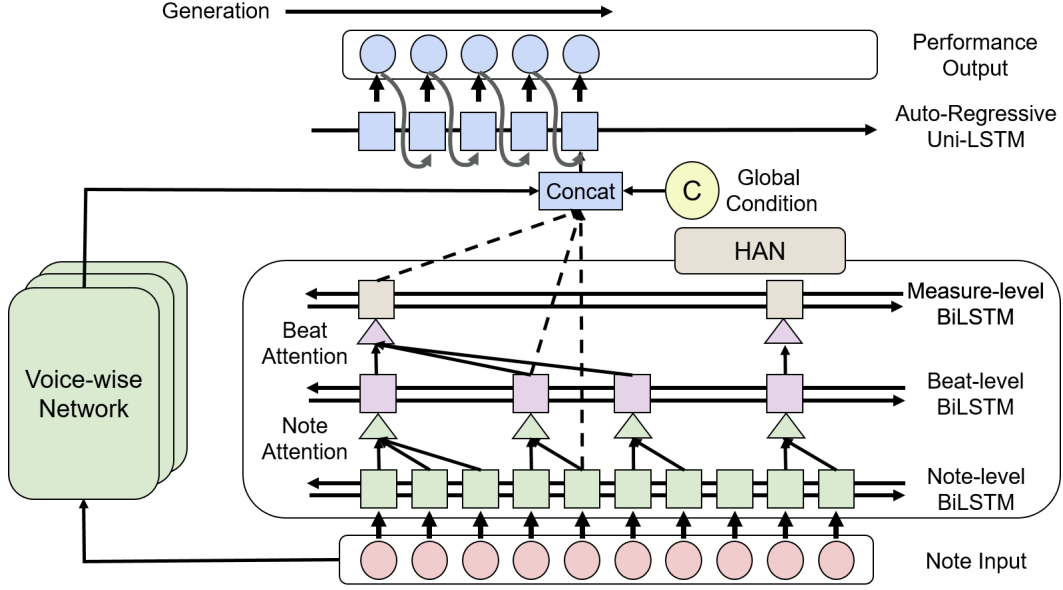 Generation
Performance
Output
Auto-Regressive
Uni-LSTM
Concat
C
Global
Condition
HAN
Measure-level
BiLSTM
Beat
Attention
Voice-wise
Network
Beat-level
BiLSTM
Note
Attention
Note-level
BiLSTM
Note Input